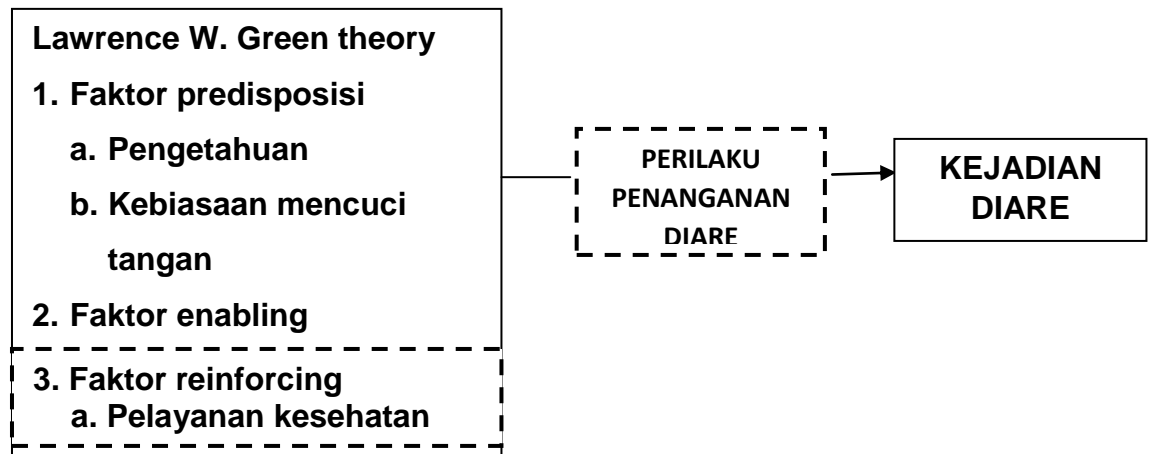 Lawrence W. Green theory
1. Faktor predisposisi
a. Pengetahuan
b. Kebiasaan mencuci
tangan
2. Faktor enabling
3. Faktor reinforcing
a. Pelayanan kesehatan
PERILAKU
PENANGANAN
DIARE
KEJADIAN
DIARE